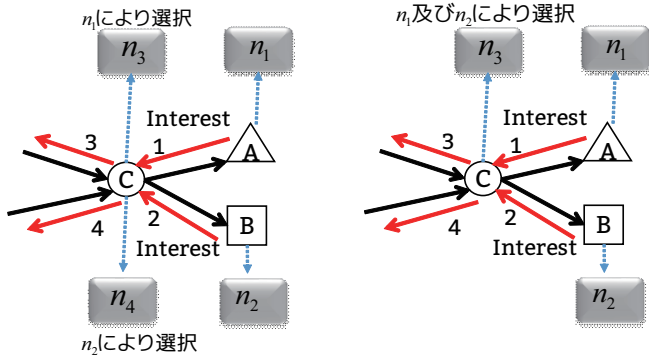 n₁により選択
n₃
n₁
Interest
3
1
A
C
4
2
B
Interest
n₄
n₂
n₂により選択
n₁及びn₂により選択
n₃
n₁
Interest
3
1
A
C
4
2
B
Interest
n₂